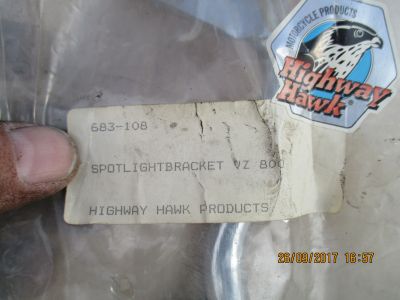 MOTORCYCLE PRODUCTS
Highway
Hawk®
683-108
SPOTLIGHTBRACKET VZ 800
HIGHWAY HAWK PRODUCTS
26/09/2017 16:57